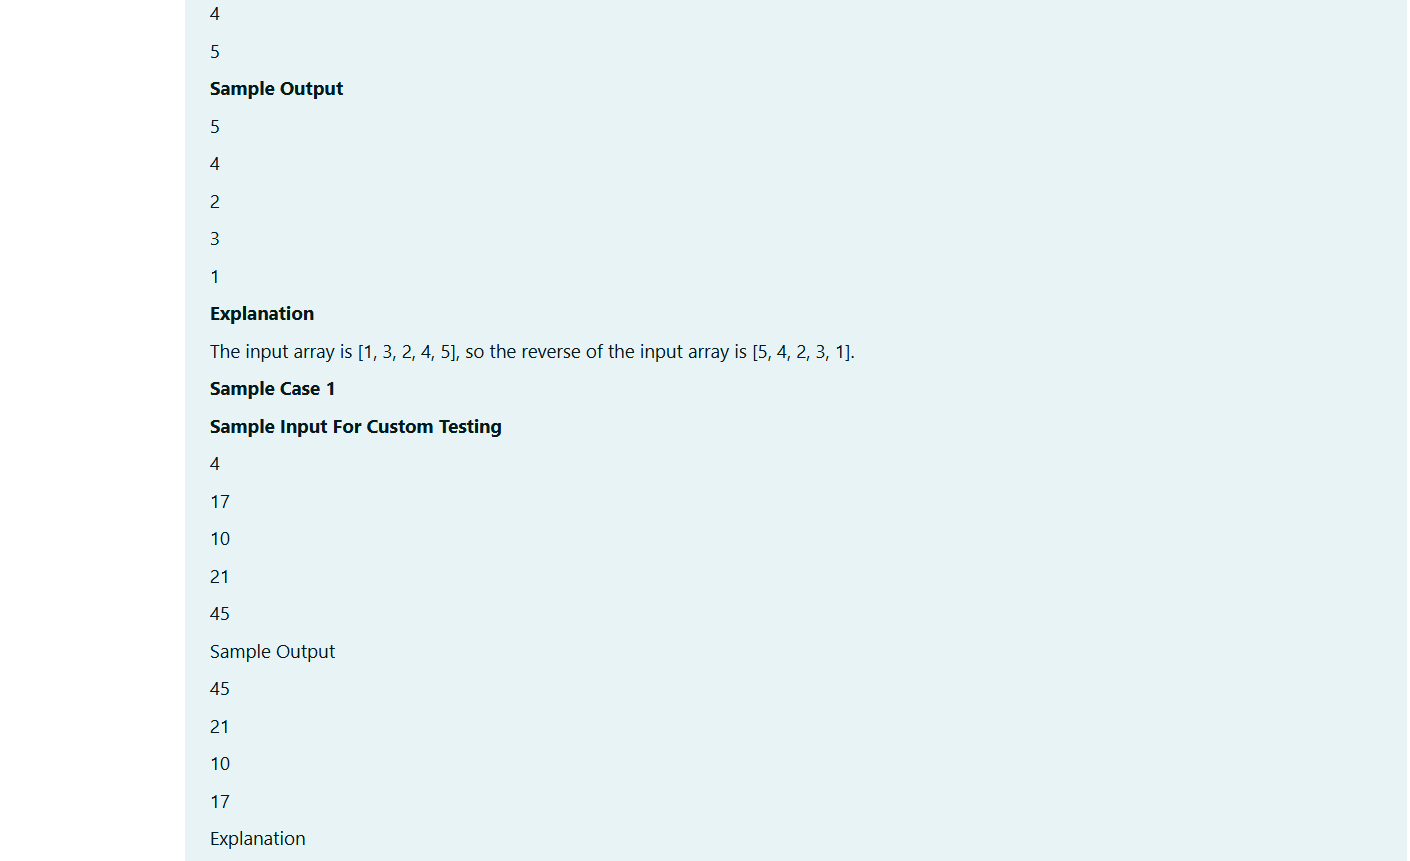 4
5
Sample Output
5
4
2
3
1
Explanation
The input array is [1, 3, 2, 4, 5], so the reverse of the input array is [5, 4, 2, 3, 1].
Sample Case 1
Sample Input For Custom Testing
4
17
10
21
45
Sample Output
45
21
10
17
Explanation